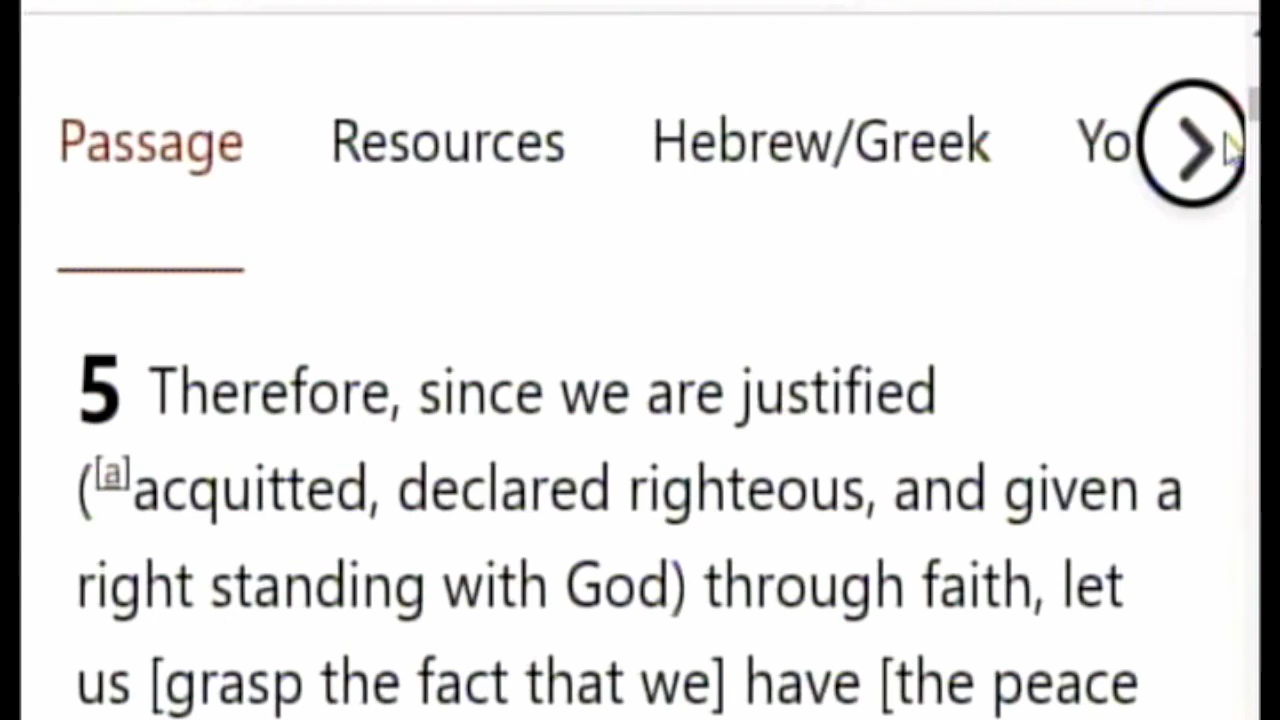 Passage Resources Hebrew/Greek Yo
5 Therefore, since we are justified
([a]acquitted, declared righteous, and given a
right standing with God) through faith, let
us [grasp the fact that we] have [the peace